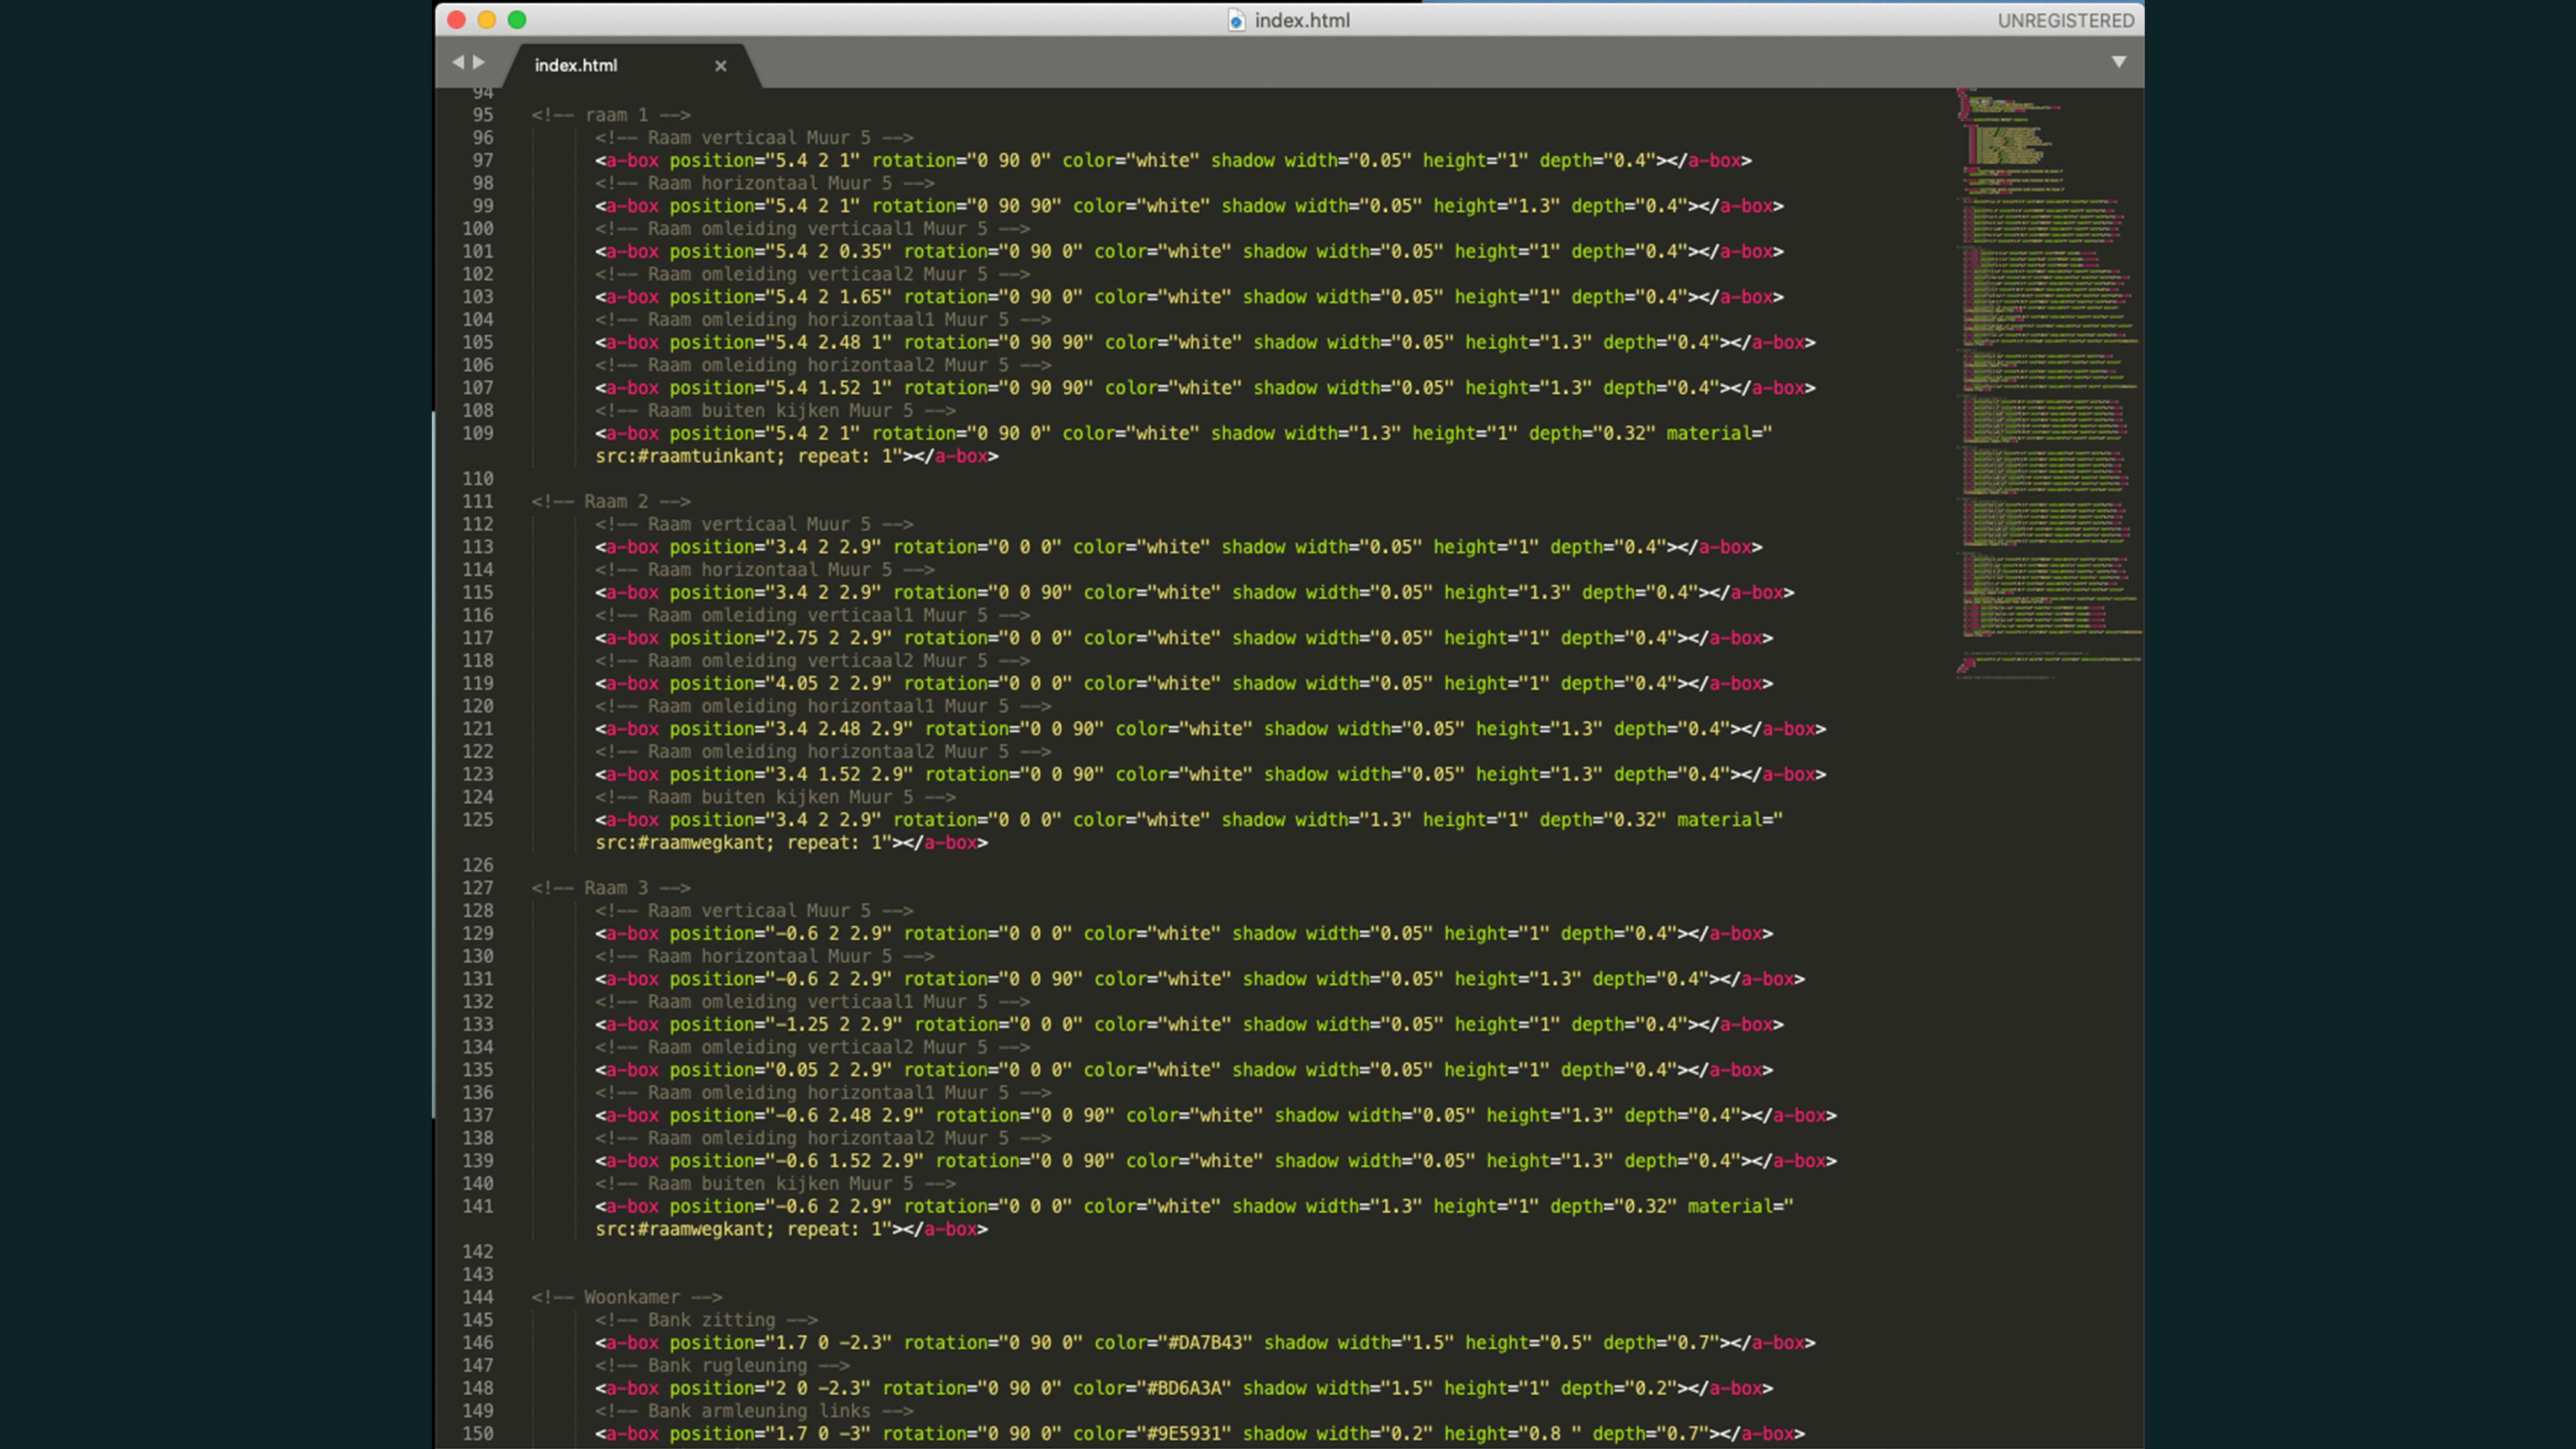 index.html
UNREGISTERED
index.html
94
95 <!-- raam 1 -->
96 <!-- Raam verticaal Muur 5 -->
97 <a-box position="5.4 2 1" rotation="0 90 0" color="white" shadow width="0.05" height="1" depth="0.4"></a-box>
98 <!-- Raam horizontaal Muur 5 -->
99 <a-box position="5.4 2 1" rotation="0 90 90" color="white" shadow width="0.05" height="1.3" depth="0.4"></a-box>
100 <!-- Raam omleiding verticaal1 Muur 5 -->
101 <a-box position="5.4 2 0.35" rotation="0 90 0" color="white" shadow width="0.05" height="1" depth="0.4"></a-box>
102 <!-- Raam omleiding verticaal2 Muur 5 -->
103 <a-box position="5.4 2 1.65" rotation="0 90 0" color="white" shadow width="0.05" height="1" depth="0.4"></a-box>
104 <!-- Raam omleiding horizontaal1 Muur 5 -->
105 <a-box position="5.4 2.48 1" rotation="0 90 90" color="white" shadow width="0.05" height="1.3" depth="0.4"></a-box>
106 <!-- Raam omleiding horizontaal2 Muur 5 -->
107 <a-box position="5.4 1.52 1" rotation="0 90 90" color="white" shadow width="0.05" height="1.3" depth="0.4"></a-box>
108 <!-- Raam buiten kijken Muur 5 -->
109 <a-box position="5.4 2 1" rotation="0 90 0" color="white" shadow width="1.3" height="1" depth="0.32" material="
src:#raamtuinkant; repeat: 1"></a-box>
110
111 <!-- Raam 2 -->
112 <!-- Raam verticaal Muur 5 -->
113 <a-box position="3.4 2 2.9" rotation="0 0 0" color="white" shadow width="0.05" height="1" depth="0.4"></a-box>
114 <!-- Raam horizontaal Muur 5 -->
115 <a-box position="3.4 2 2.9" rotation="0 0 90" color="white" shadow width="0.05" height="1.3" depth="0.4"></a-box>
116 <!-- Raam omleiding verticaal1 Muur 5 -->
117 <a-box position="2.75 2 2.9" rotation="0 0 0" color="white" shadow width="0.05" height="1" depth="0.4"></a-box>
118 <!-- Raam omleiding verticaal2 Muur 5 -->
119 <a-box position="4.05 2 2.9" rotation="0 0 0" color="white" shadow width="0.05" height="1" depth="0.4"></a-box>
120 <!-- Raam omleiding horizontaal1 Muur 5 -->
121 <a-box position="3.4 2.48 2.9" rotation="0 0 90" color="white" shadow width="0.05" height="1.3" depth="0.4"></a-box>
122 <!-- Raam omleiding horizontaal2 Muur 5 -->
123 <a-box position="3.4 1.52 2.9" rotation="0 0 90" color="white" shadow width="0.05" height="1.3" depth="0.4"></a-box>
124 <!-- Raam buiten kijken Muur 5 -->
125 <a-box position="3.4 2 2.9" rotation="0 0 0" color="white" shadow width="1.3" height="1" depth="0.32" material="
src:#raamwegkant; repeat: 1"></a-box>
126
127 <!-- Raam 3 -->
128 <!-- Raam verticaal Muur 5 -->
129 <a-box position="-0.6 2 2.9" rotation="0 0 0" color="white" shadow width="0.05" height="1" depth="0.4"></a-box>
130 <!-- Raam horizontaal Muur 5 -->
131 <a-box position="-0.6 2 2.9" rotation="0 0 90" color="white" shadow width="0.05" height="1.3" depth="0.4"></a-box>
132 <!-- Raam omleiding verticaal1 Muur 5 -->
133 <a-box position="-1.25 2 2.9" rotation="0 0 0" color="white" shadow width="0.05" height="1" depth="0.4"></a-box>
134 <!-- Raam omleiding verticaal2 Muur 5 -->
135 <a-box position="0.05 2 2.9" rotation="0 0 0" color="white" shadow width="0.05" height="1" depth="0.4"></a-box>
136 <!-- Raam omleiding horizontaal1 Muur 5 -->
137 <a-box position="-0.6 2.48 2.9" rotation="0 0 90" color="white" shadow width="0.05" height="1.3" depth="0.4"></a-box>
138 <!-- Raam omleiding horizontaal2 Muur 5 -->
139 <a-box position="-0.6 1.52 2.9" rotation="0 0 90" color="white" shadow width="0.05" height="1.3" depth="0.4"></a-box>
140 <!-- Raam buiten kijken Muur 5 -->
141 <a-box position="-0.6 2 2.9" rotation="0 0 0" color="white" shadow width="1.3" height="1" depth="0.32" material="
src:#raamwegkant; repeat: 1"></a-box>
142
143
144 <!-- Woonkamer -->
145 <!-- Bank zitting -->
146 <a-box position="1.7 0 -2.3" rotation="0 90 0" color="#DA7B43" shadow width="1.5" height="0.5" depth="0.7"></a-box>
147 <!-- Bank rugleuning -->
148 <a-box position="2 0 -2.3" rotation="0 90 0" color="#BD6A3A" shadow width="1.5" height="1" depth="0.2"></a-box>
149 <!-- Bank armleuning links -->
150 <a-box position="1.7 0 -3" rotation="0 90 0" color="#9E5931" shadow width="0.2" height="0.8 " depth="0.7"></a-box>